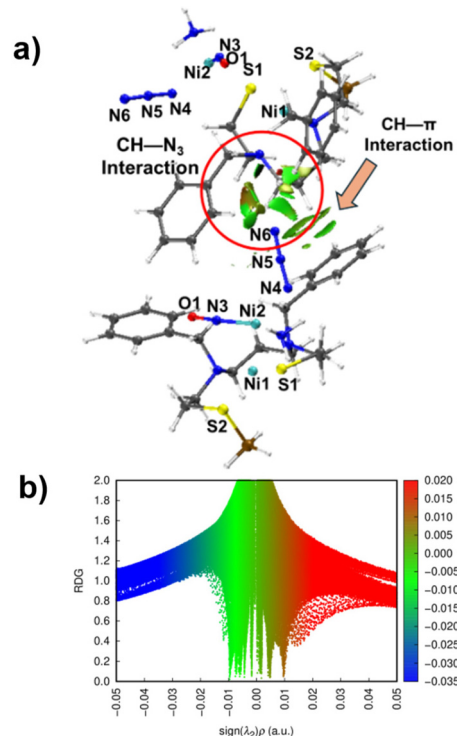 a)
N3
O1
Ni2
S1
S2
N6 N5 N4
Ni1
CH—N3
Interaction
CH—π
Interaction
N6
N5
N4
O1 N3 Ni2
Ni1
S1
S2
b)
2.0
1.8
1.6
1.4
1.2
1.0
0.8
0.6
0.4
0.2
0.0
RDG
-0.05 -0.04 -0.03 -0.02 -0.01 0.00 0.01 0.02 0.03 0.04 0.05
sign(λ2)ρ (a.u.)
0.020
0.015
0.010
0.005
0.000
-0.005
-0.010
-0.015
-0.020
-0.025
-0.030
-0.035